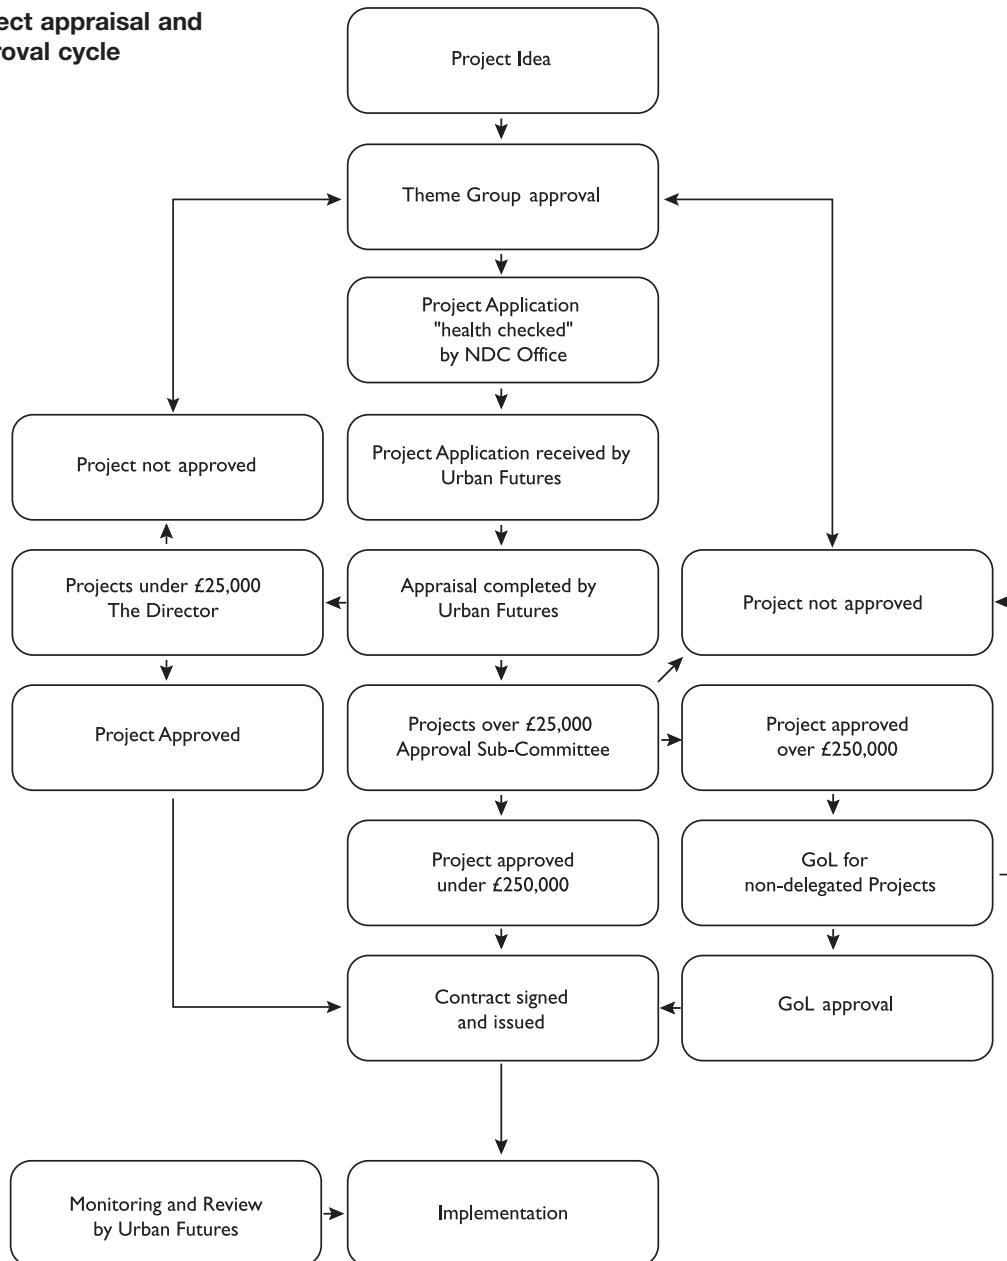 ect appraisal and
roval cycle
Project Idea
Theme Group approval
Project Application
"health checked"
by NDC Office
Project not approved
Project Application received by
Urban Futures
Projects under £25,000
The Director
Appraisal completed by
Urban Futures
Project not approved
Project Approved
Projects over £25,000
Approval Sub-Committee
Project approved
over £250,000
Project approved
under £250,000
GoL for
non-delegated Projects
Contract signed
and issued
GoL approval
Monitoring and Review
by Urban Futures
Implementation